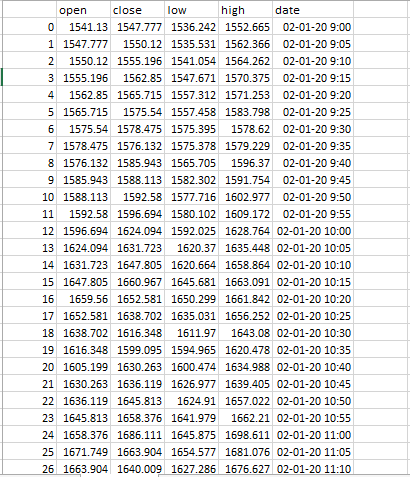 open close low high date
0 1541.13 1547.777 1536.242 1552.665 02-01-20 9:00
1 1547.777 1550.12 1535.531 1562.366 02-01-20 9:05
2 1550.12 1555.196 1541.054 1564.262 02-01-20 9:10
3 1555.196 1562.85 1547.671 1570.375 02-01-20 9:15
4 1562.85 1565.715 1557.312 1571.253 02-01-20 9:20
5 1565.715 1575.54 1557.458 1583.798 02-01-20 9:25
6 1575.54 1578.475 1575.395 1578.62 02-01-20 9:30
7 1578.475 1576.132 1575.378 1579.229 02-01-20 9:35
8 1576.132 1585.943 1565.705 1596.37 02-01-20 9:40
9 1585.943 1588.113 1582.302 1591.754 02-01-20 9:45
10 1588.113 1592.58 1577.716 1602.977 02-01-20 9:50
11 1592.58 1596.694 1580.102 1609.172 02-01-20 9:55
12 1596.694 1624.094 1592.025 1628.764 02-01-20 10:00
13 1624.094 1631.723 1620.37 1635.448 02-01-20 10:05
14 1631.723 1647.805 1620.664 1658.864 02-01-20 10:10
15 1647.805 1660.967 1645.681 1663.091 02-01-20 10:15
16 1659.56 1652.581 1650.299 1661.842 02-01-20 10:20
17 1652.581 1638.702 1635.031 1656.252 02-01-20 10:25
18 1638.702 1616.348 1611.97 1643.08 02-01-20 10:30
19 1616.348 1599.095 1594.965 1620.478 02-01-20 10:35
20 1605.199 1630.263 1600.474 1634.988 02-01-20 10:40
21 1630.263 1636.119 1626.977 1639.405 02-01-20 10:45
22 1636.119 1645.813 1624.91 1657.022 02-01-20 10:50
23 1645.813 1658.376 1641.979 1662.21 02-01-20 10:55
24 1658.376 1686.111 1645.875 1698.611 02-01-20 11:00
25 1671.749 1663.904 1654.577 1681.076 02-01-20 11:05
26 1663.904 1640.009 1627.286 1676.627 02-01-20 11:10